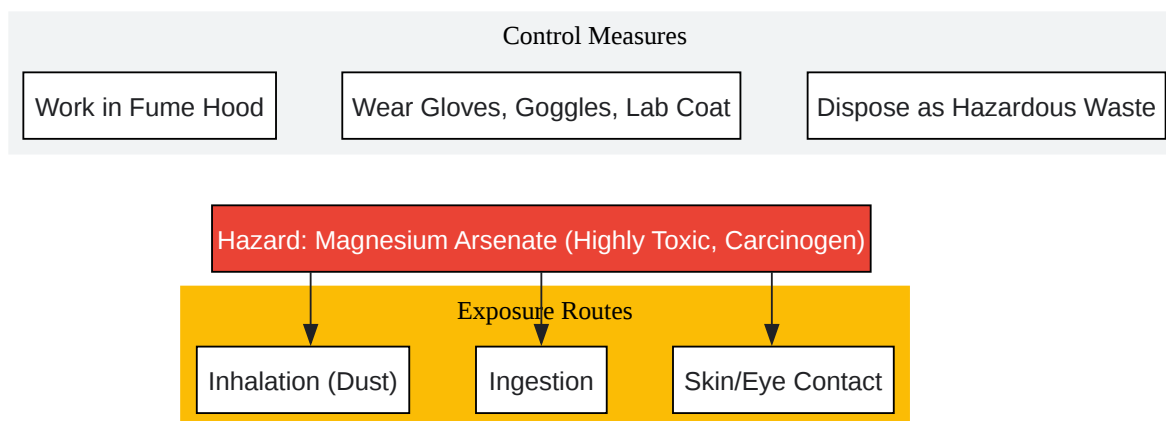 Control Measures
Work in Fume Hood
Wear Gloves, Goggles, Lab Coat
Dispose as Hazardous Waste
Hazard: Magnesium Arsenate (Highly Toxic, Carcinogen)
Exposure Routes
Inhalation (Dust)
Ingestion
Skin/Eye Contact